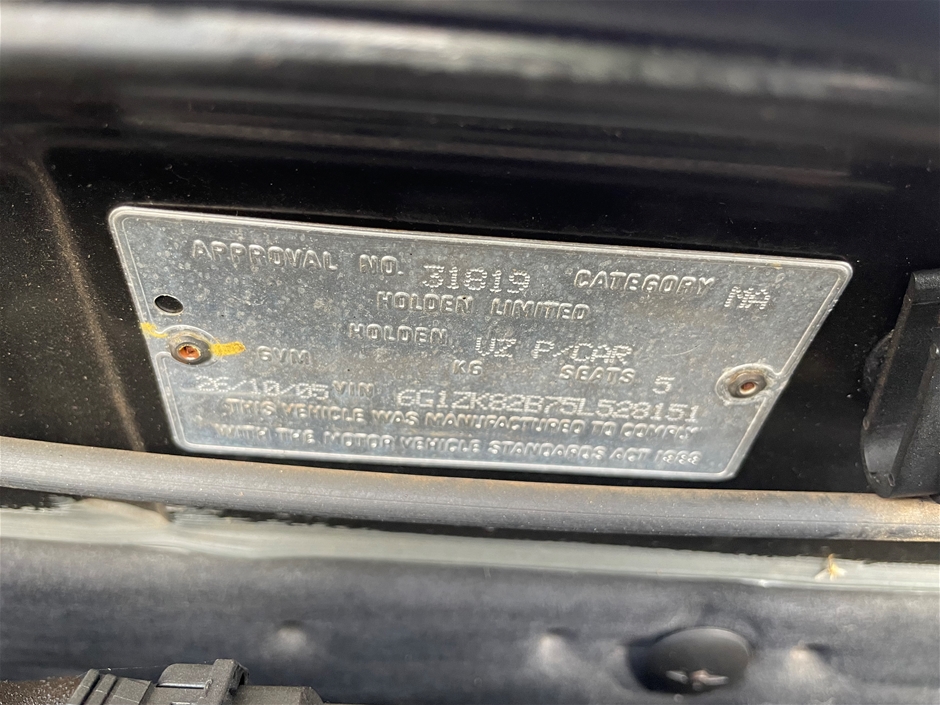 APPROVAL NO. 31819 CATEGORY MA
HOLDEN LIMITED
HOLDEN VZ P/CAR
GVM KG SEATS 5
26/10/05 VIN 6G1ZK82B75L528151
THIS VEHICLE WAS MANUFACTURED TO COMPLY
WITH THE MOTOR VEHICLE STANDARDS ACT 1989